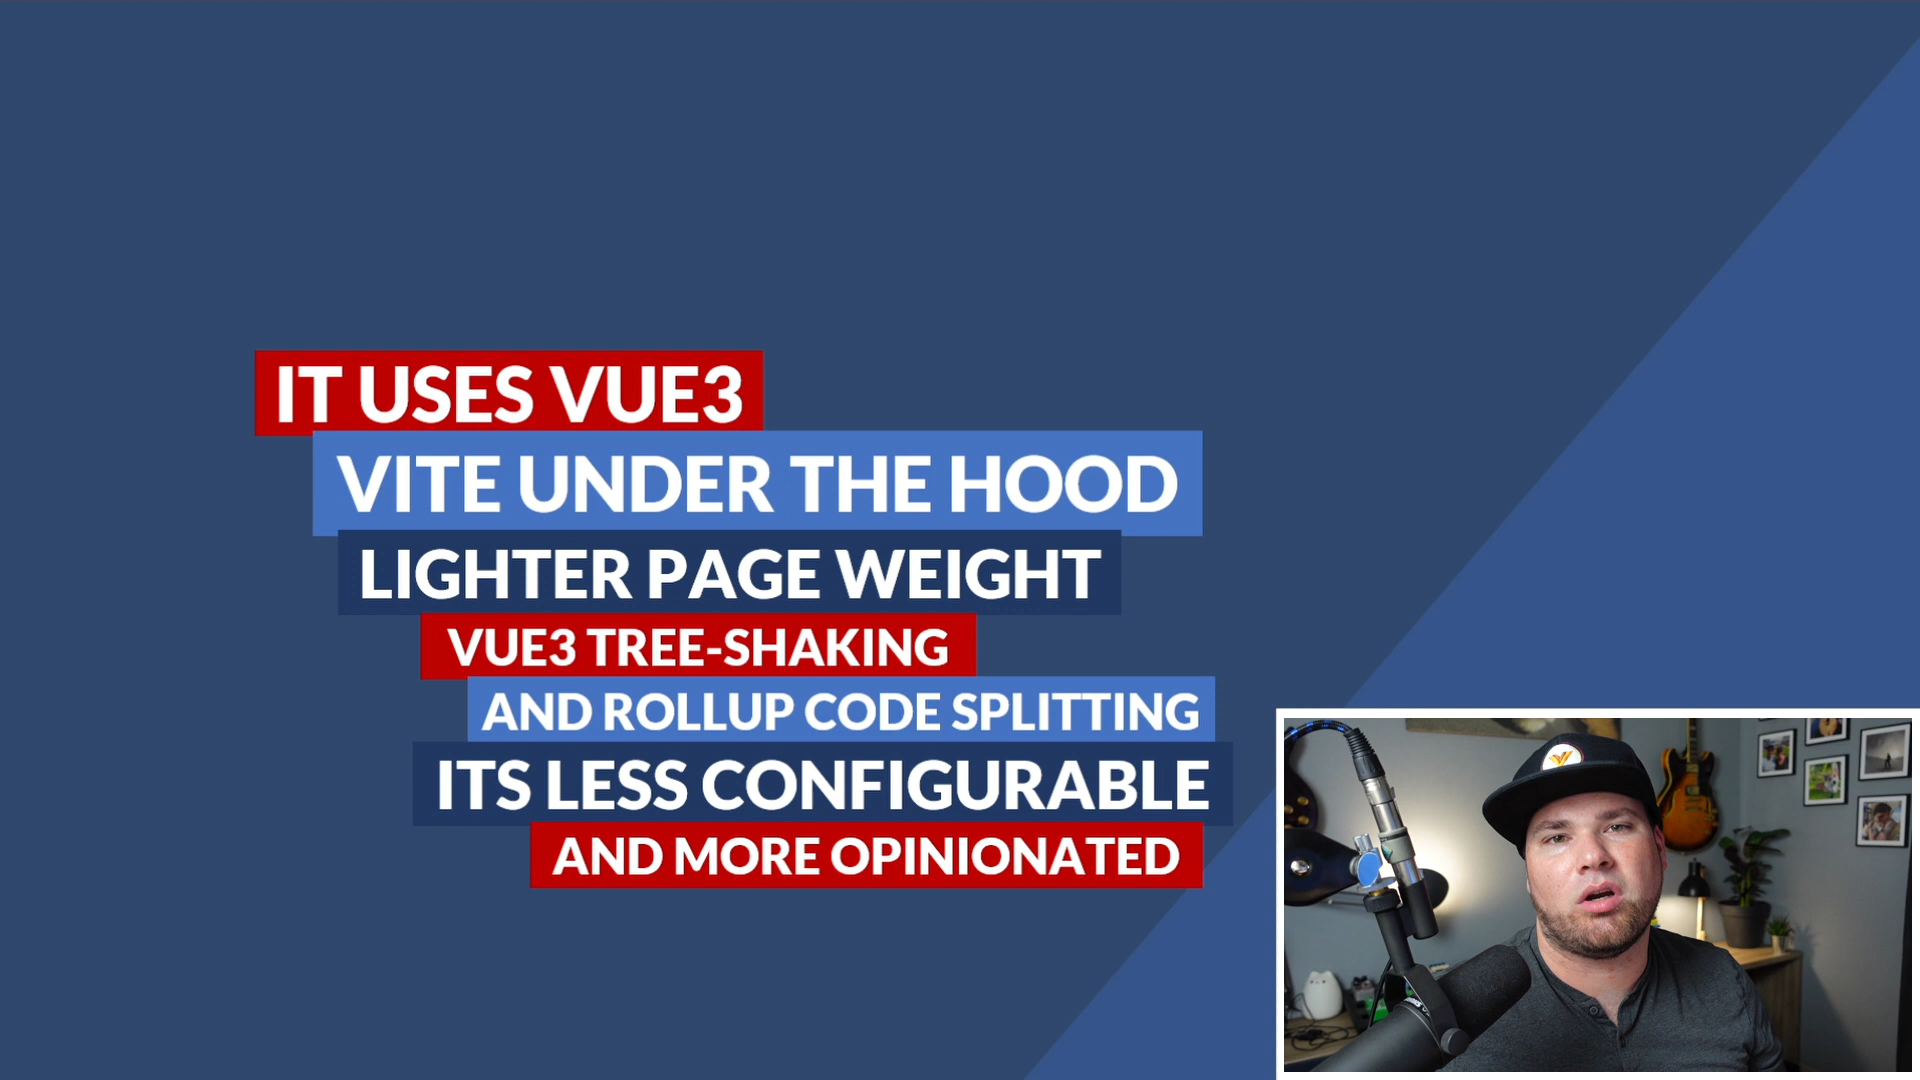 IT USES VUE3
VITE UNDER THE HOOD
LIGHTER PAGE WEIGHT
VUE3 TREE-SHAKING
AND ROLLUP CODE SPLITTING
ITS LESS CONFIGURABLE
AND MORE OPINIONATED